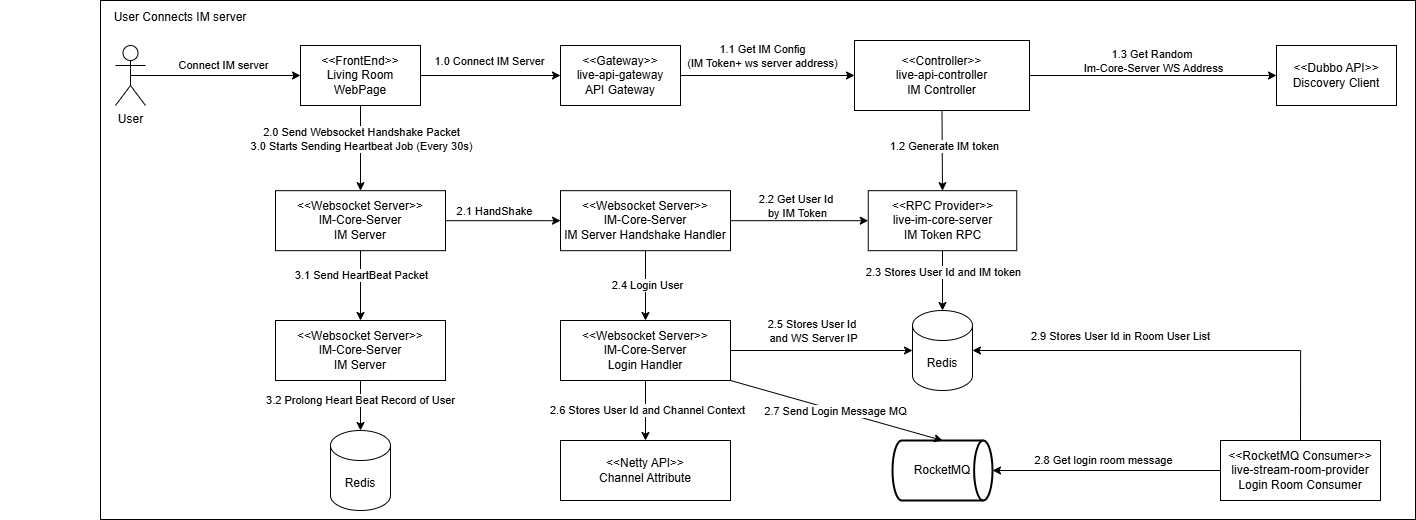 User Connects IM server
User
Connect IM server
<<FrontEnd>>
Living Room
WebPage
1.0 Connect IM Server
<<Gateway>>
live-api-gateway
API Gateway
1.1 Get IM Config
(IM Token+ ws server address)
<<Controller>>
live-api-controller
IM Controller
1.3 Get Random
Im-Core-Server WS Address
<<Dubbo API>>
Discovery Client
2.0 Send Websocket Handshake Packet
3.0 Starts Sending Heartbeat Job (Every 30s)
1.2 Generate IM token
<<Websocket Server>>
IM-Core-Server
IM Server
2.1 HandShake
<<Websocket Server>>
IM-Core-Server
IM Server Handshake Handler
2.2 Get User Id
by IM Token
<<RPC Provider>>
live-im-core-server
IM Token RPC
3.1 Send HeartBeat Packet
2.4 Login User
2.3 Stores User Id and IM token
<<Websocket Server>>
IM-Core-Server
IM Server
<<Websocket Server>>
IM-Core-Server
Login Handler
2.5 Stores User Id
and WS Server IP
Redis
2.9 Stores User Id in Room User List
3.2 Prolong Heart Beat Record of User
2.6 Stores User Id and Channel Context
2.7 Send Login Message MQ
Redis
<<Netty API>>
Channel Attribute
RocketMQ
2.8 Get login room message
<<RocketMQ Consumer>>
live-stream-room-provider
Login Room Consumer